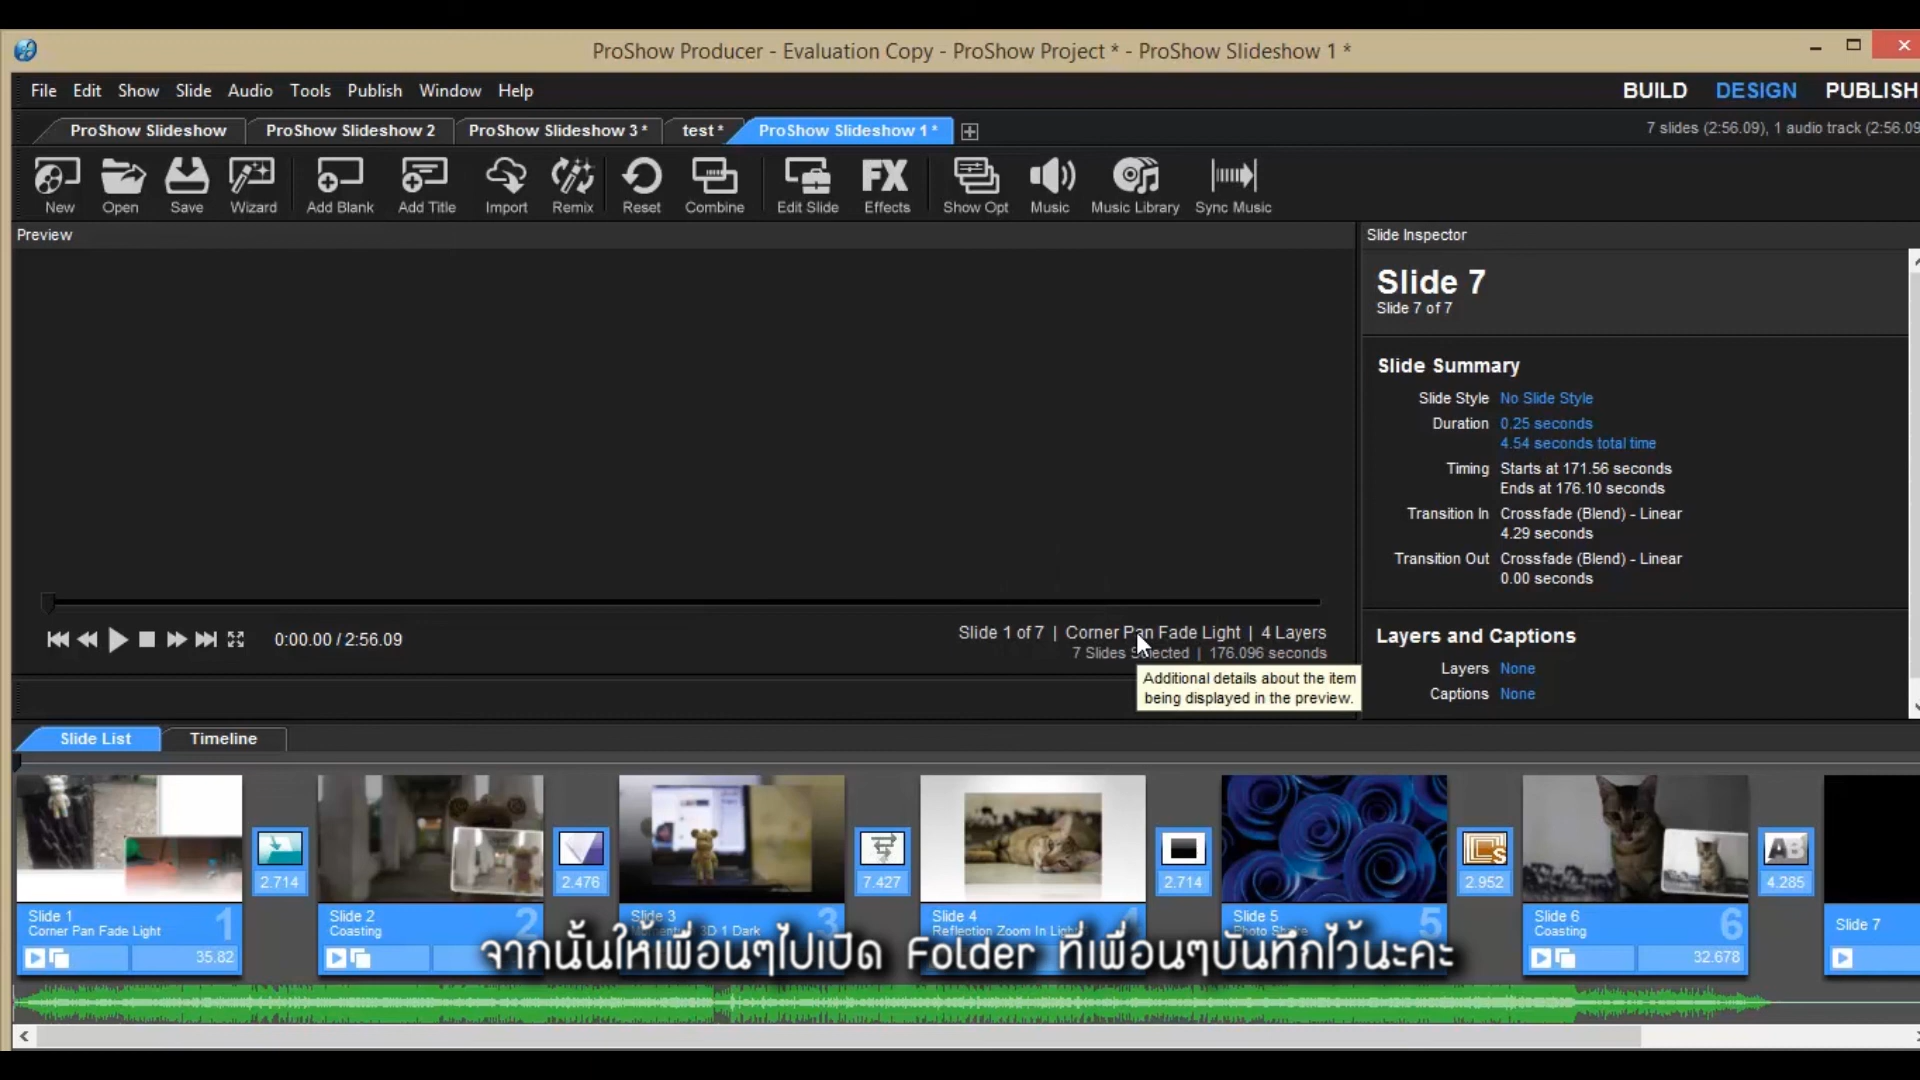 ProShow Producer - Evaluation Copy - ProShow Project * - ProShow Slideshow 1 *
File Edit Show Slide Audio Tools Publish Window Help
BUILD DESIGN PUBLISH
ProShow Slideshow ProShow Slideshow 2 ProShow Slideshow 3 * test * ProShow Slideshow 1 *
7 slides (2:56.09), 1 audio track (2:56.09
New Open Save Wizard Add Blank Add Title Import Remix Reset Combine Edit Slide FX Effects Show Opt Music Music Library Sync Music
Preview
Slide Inspector
Slide 7
Slide 7 of 7
Slide Summary
Slide Style No Slide Style
Duration 0.25 seconds
4.54 seconds total time
Timing Starts at 171.56 seconds
Ends at 176.10 seconds
Transition In Crossfade (Blend) - Linear
4.29 seconds
Transition Out Crossfade (Blend) - Linear
0.00 seconds
Layers and Captions
Layers None
Captions None
0:00.00 / 2:56.09
Slide 1 of 7 | Corner Pan Fade Light | 4 Layers
7 Slides Selected | 176.096 seconds
Additional details about the item
being displayed in the preview.
Slide List Timeline
2.714 2.476 7.427 2.714 2.952 AB 4.285
Slide 1 1
Corner Pan Fade Light
35.82
Slide 2 2
Coasting
Slide 3 3
3D 1 Dark
Slide 4
Reflection Zoom In Light
Slide 5 5
Photo Shake
Slide 6 6
Coasting
32.678
Slide 7
จากนั้นให้เพื่อนๆไปเปิด Folder ที่เพื่อนๆบันทึกไว้นะคะ